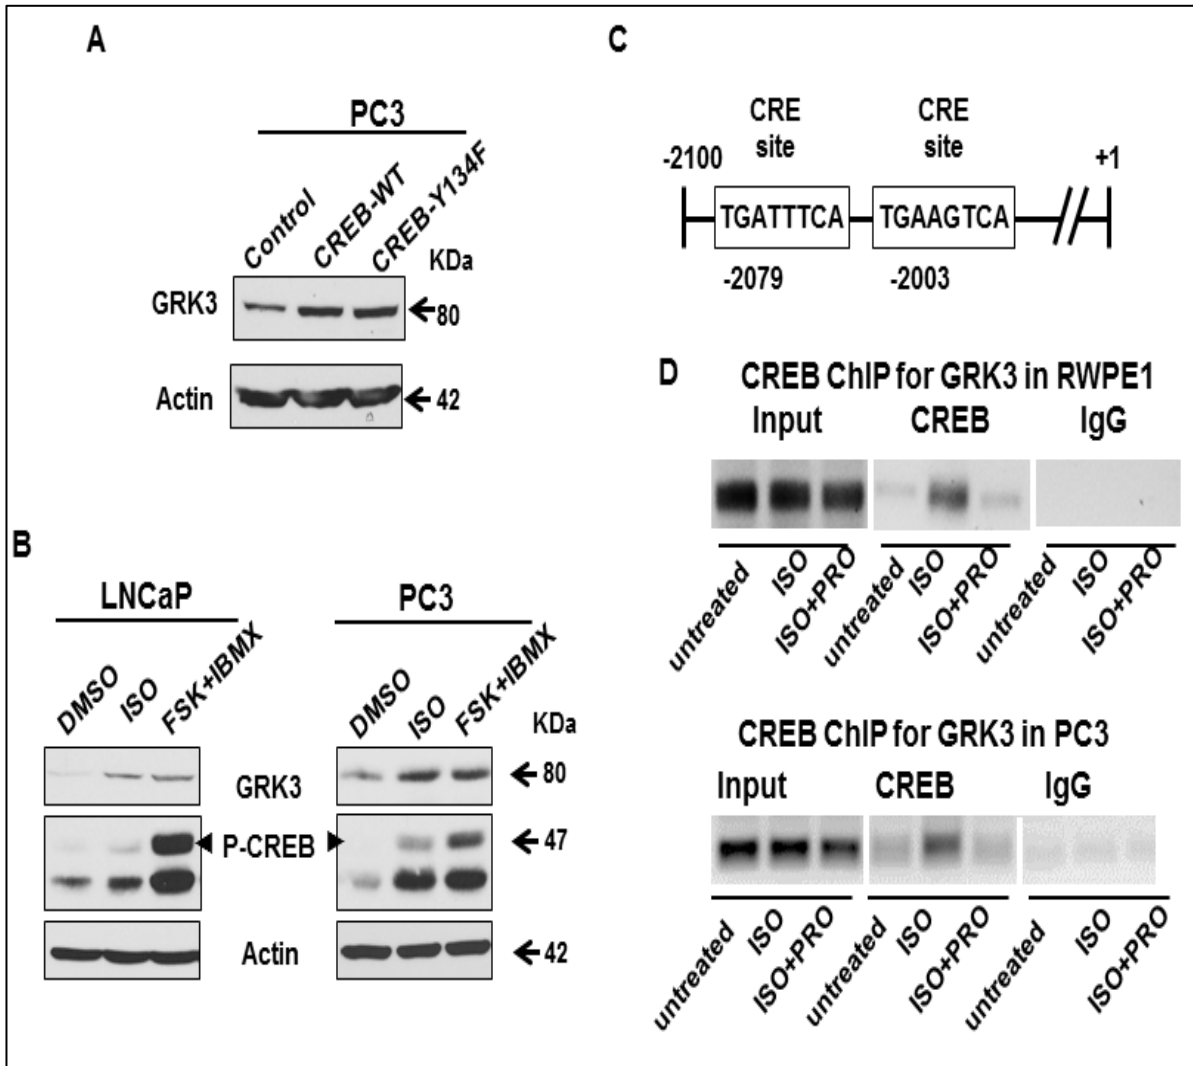 A
PC3
Control
CREB-WT
CREB-Y134F
KDa
GRK3
80
Actin
42
B
LNCaP
PC3
DMSO
ISO
FSK+IBMX
DMSO
ISO
FSK+IBMX
KDa
GRK3
80
P-CREB
47
Actin
42
C
CRE site
CRE site
-2100
+1
TGATTTCA
TGAAGTCA
-2079
-2003
D
CREB ChIP for GRK3 in RWPE1
Input
CREB
IgG
untreated
ISO
ISO+PRO
untreated
ISO
ISO+PRO
untreated
ISO
ISO+PRO
CREB ChIP for GRK3 in PC3
Input
CREB
IgG
untreated
ISO
ISO+PRO
untreated
ISO
ISO+PRO
untreated
ISO
ISO+PRO